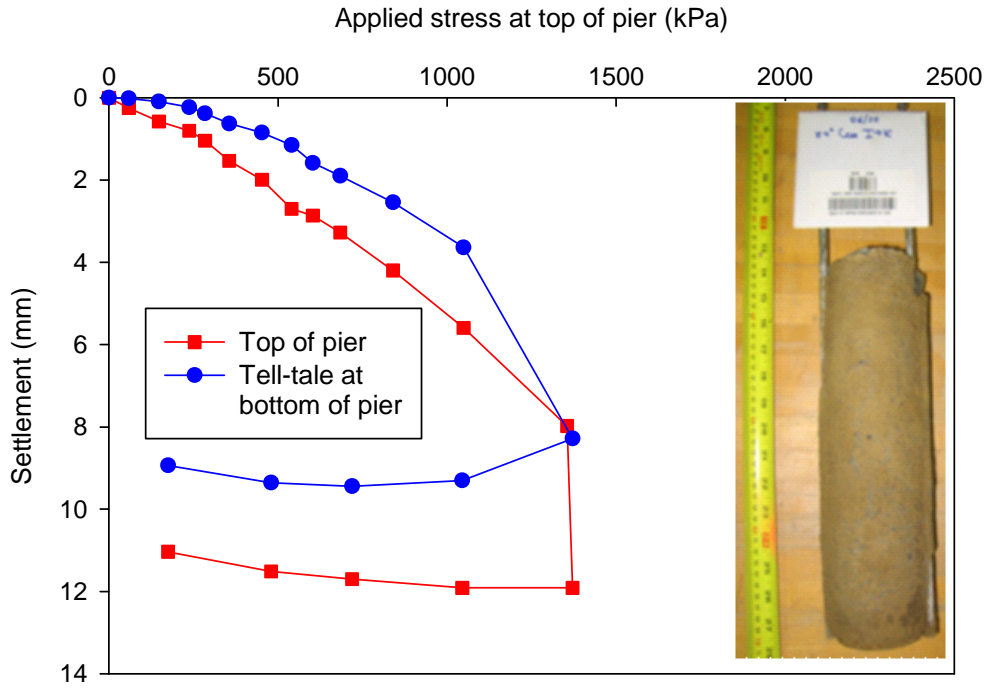 Applied stress at top of pier (kPa)
0 500 1000 1500 2000 2500
0
2
4
6
8
10
12
14
Settlement (mm)
Top of pier
Tell-tale at
bottom of pier